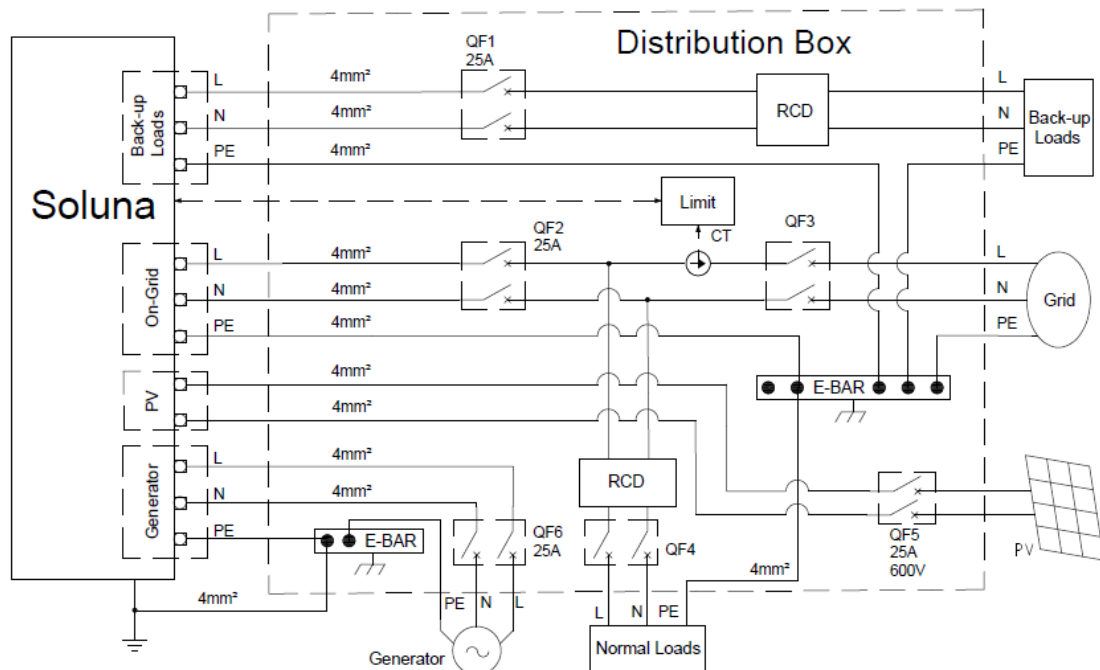 Distribution Box
QF1
25A
Back-up
Loads
L
4mm²
N
4mm²
PE
4mm²
RCD
L
N
PE
Back-up
Loads
Soluna
Limit
CT
On-Grid
L
4mm²
N
4mm²
PE
4mm²
QF2
25A
QF3
L
N
PE
Grid
E-BAR
PV
4mm²
4mm²
Generator
L
4mm²
N
4mm²
PE
E-BAR
4mm²
QF6
25A
RCD
QF4
4mm²
QF5
25A
600V
PV
PE
N
L
Generator
L
N
PE
Normal Loads